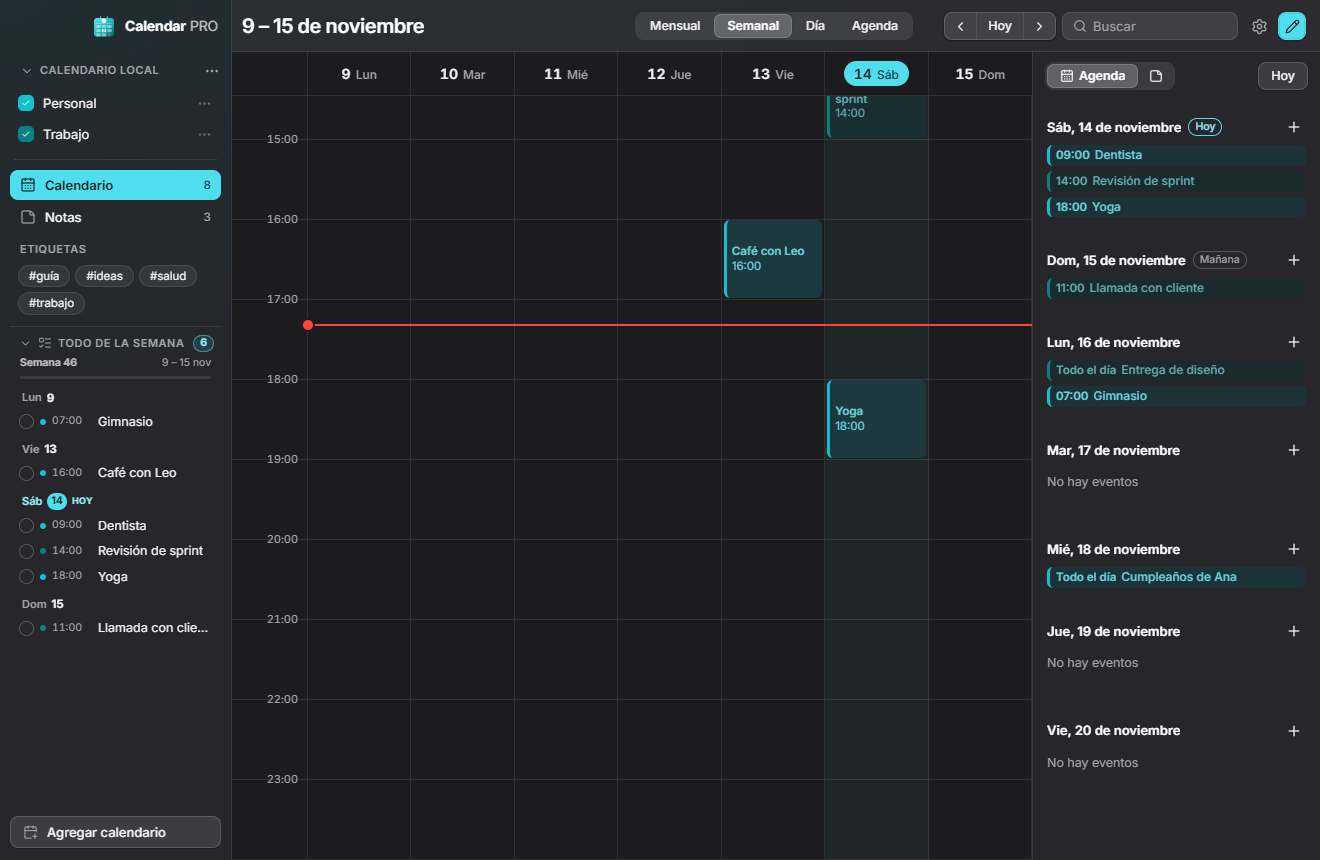 Calendar PRO
CALENDARIO LOCAL
Personal
Trabajo
Calendario 8
Notas 3
ETIQUETAS
#guía #ideas #salud
#trabajo
TODO DE LA SEMANA 6
Semana 46 9 – 15 nov
Lun 9
07:00 Gimnasio
Vie 13
16:00 Café con Leo
Sáb 14 HOY
09:00 Dentista
14:00 Revisión de sprint
18:00 Yoga
Dom 15
11:00 Llamada con clie...
Agregar calendario
9 – 15 de noviembre
Mensual Semanal Día Agenda
Hoy
Buscar
9 Lun 10 Mar 11 Mié 12 Jue 13 Vie 14 Sáb 15 Dom
sprint
14:00
15:00
16:00
Café con Leo
16:00
17:00
18:00
Yoga
18:00
19:00
20:00
21:00
22:00
23:00
Agenda Hoy
Sáb, 14 de noviembre Hoy
09:00 Dentista
14:00 Revisión de sprint
18:00 Yoga
Dom, 15 de noviembre Mañana
11:00 Llamada con cliente
Lun, 16 de noviembre
Todo el día Entrega de diseño
07:00 Gimnasio
Mar, 17 de noviembre
No hay eventos
Mié, 18 de noviembre
Todo el día Cumpleaños de Ana
Jue, 19 de noviembre
No hay eventos
Vie, 20 de noviembre
No hay eventos